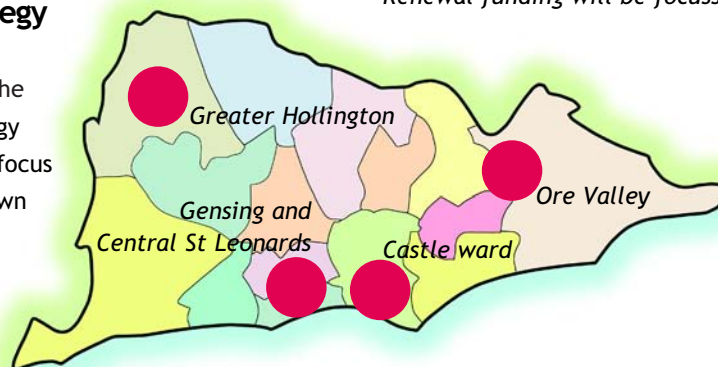 Renewal funding will be focuss
egy
he
gy
focus
wn
Greater Hollington
Ore Valley
Gensing and
Central St Leonards
Castle ward